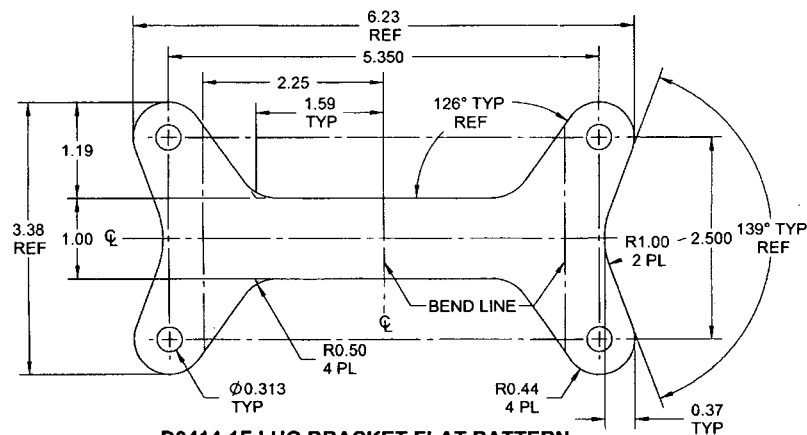 6.23
REF
5.350
2.25
1.59
TYP
126° TYP
REF
1.19
3.38
REF
1.00
℄
R1.00
2 PL
2.500
139° TYP
REF
BEND LINE
℄
R0.50
4 PL
Ø0.313
TYP
R0.44
4 PL
0.37
TYP